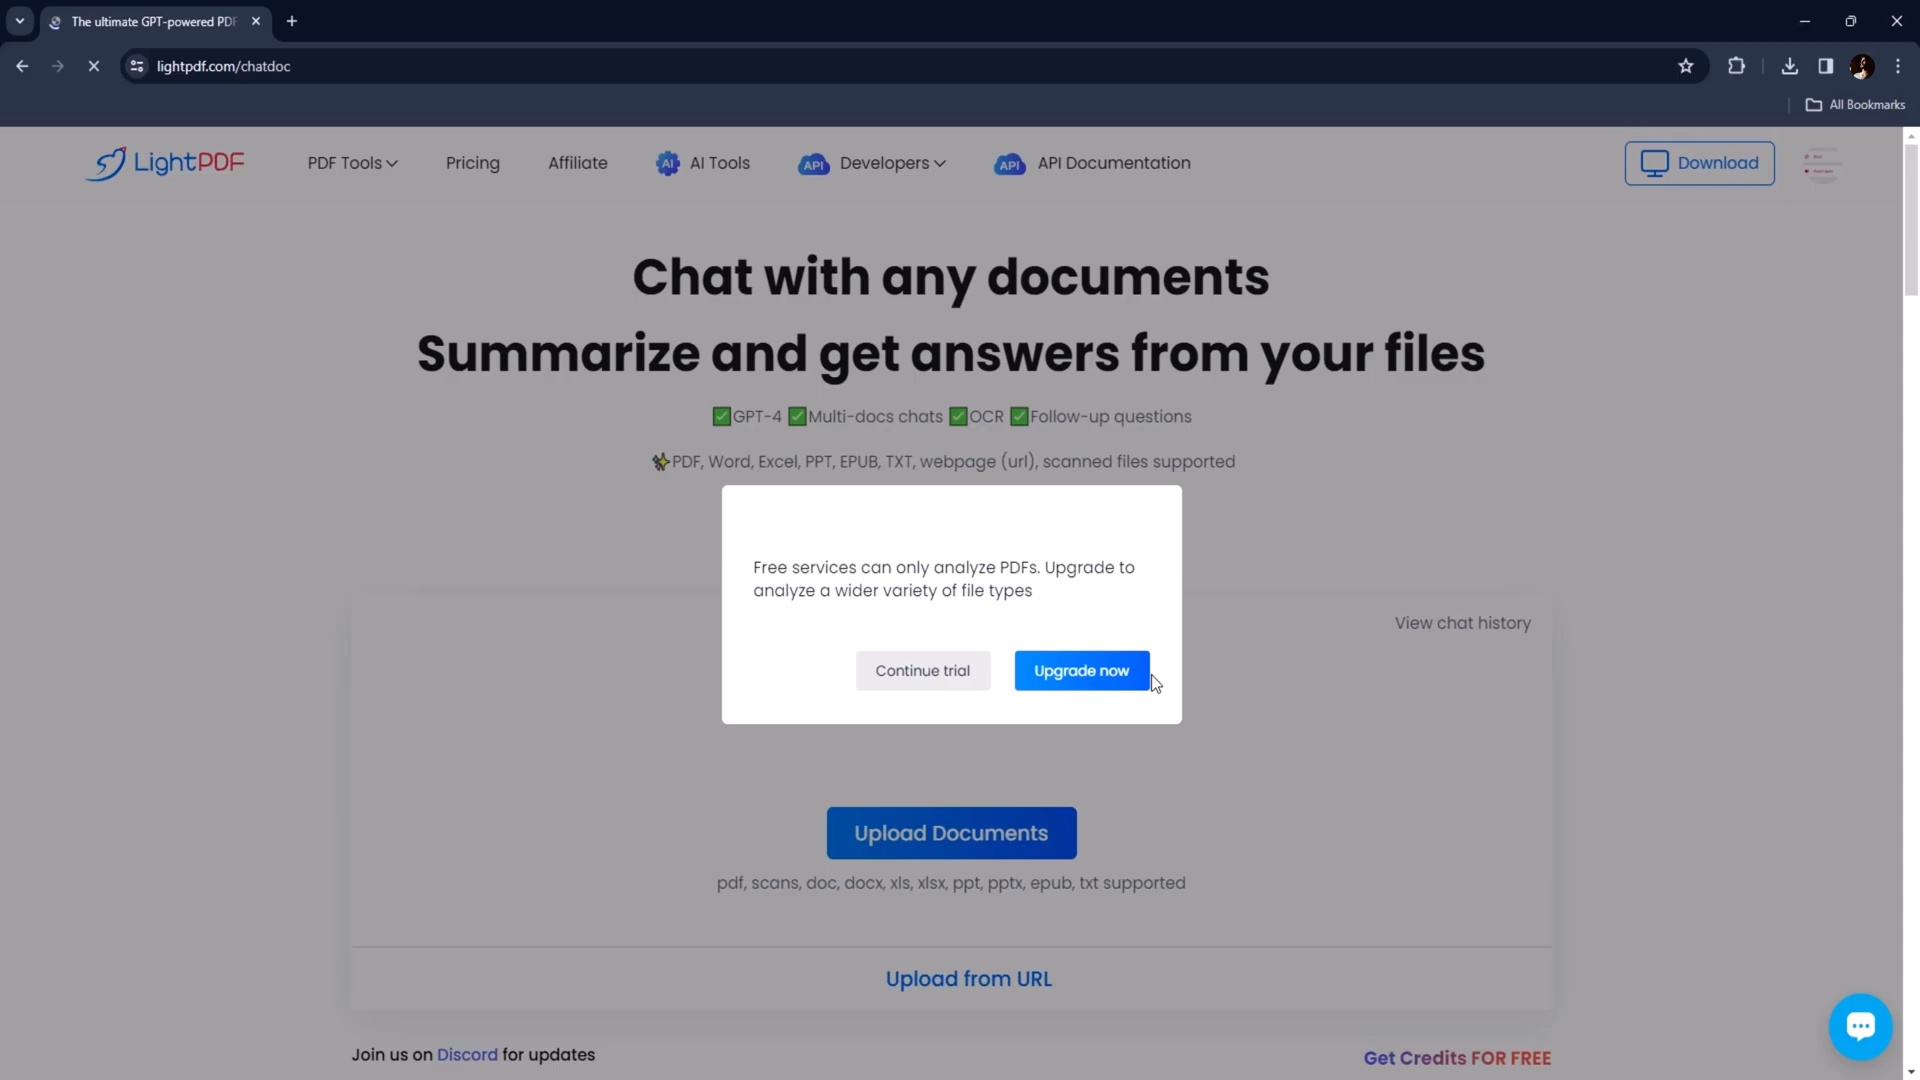 The ultimate GPT-powered PDF
lightpdf.com/chatdoc
All Bookmarks
LightPDF
PDF Tools
Pricing
Affiliate
AI
AI Tools
API
Developers
API
API Documentation
Download
Chat with any documents
Summarize and get answers from your files
✅GPT-4 ✅Multi-docs chats ✅OCR ✅Follow-up questions
✨PDF, Word, Excel, PPT, EPUB, TXT, webpage (url), scanned files supported
Free services can only analyze PDFs. Upgrade to
analyze a wider variety of file types
View chat history
Continue trial
Upgrade now
Upload Documents
pdf, scans, doc, docx, xls, xlsx, ppt, pptx, epub, txt supported
Upload from URL
Join us on Discord for updates
Get Credits FOR FREE